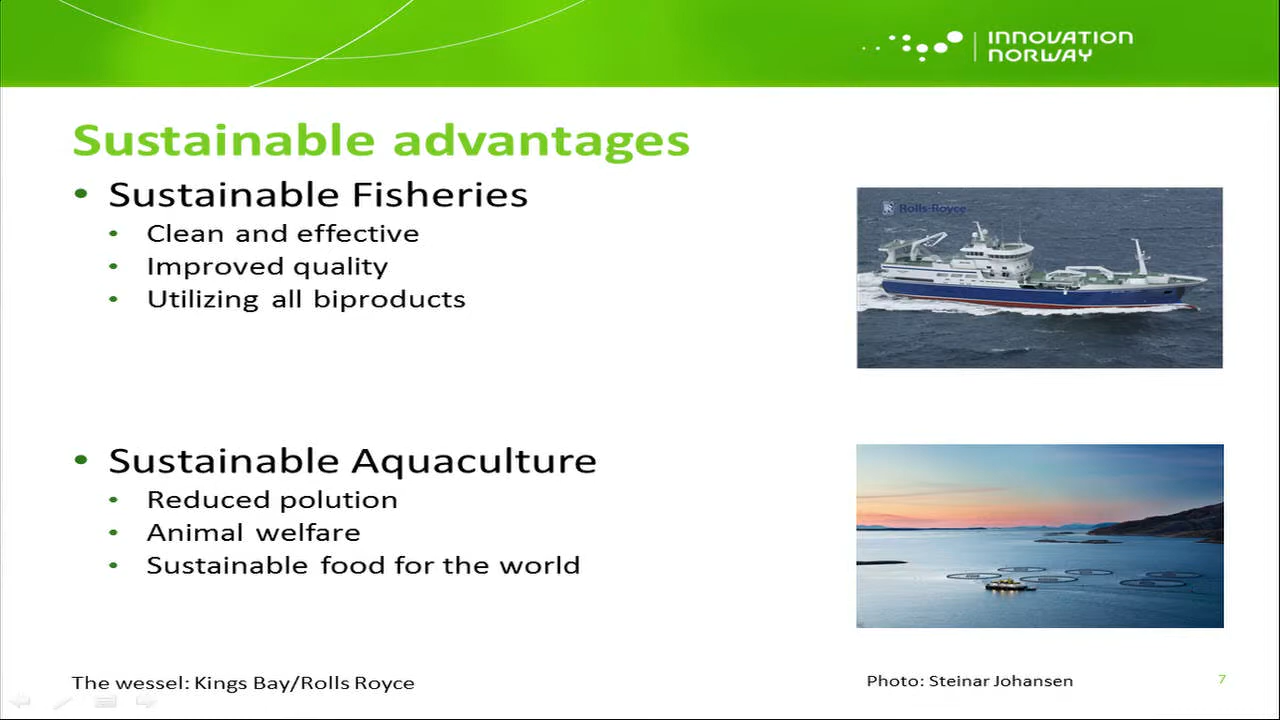 INNOVATION
NORWAY
Sustainable advantages
• Sustainable Fisheries
• Clean and effective
• Improved quality
• Utilizing all biproducts
Rolls-Royce
• Sustainable Aquaculture
• Reduced polution
• Animal welfare
• Sustainable food for the world
The wessel: Kings Bay/Rolls Royce
Photo: Steinar Johansen
7